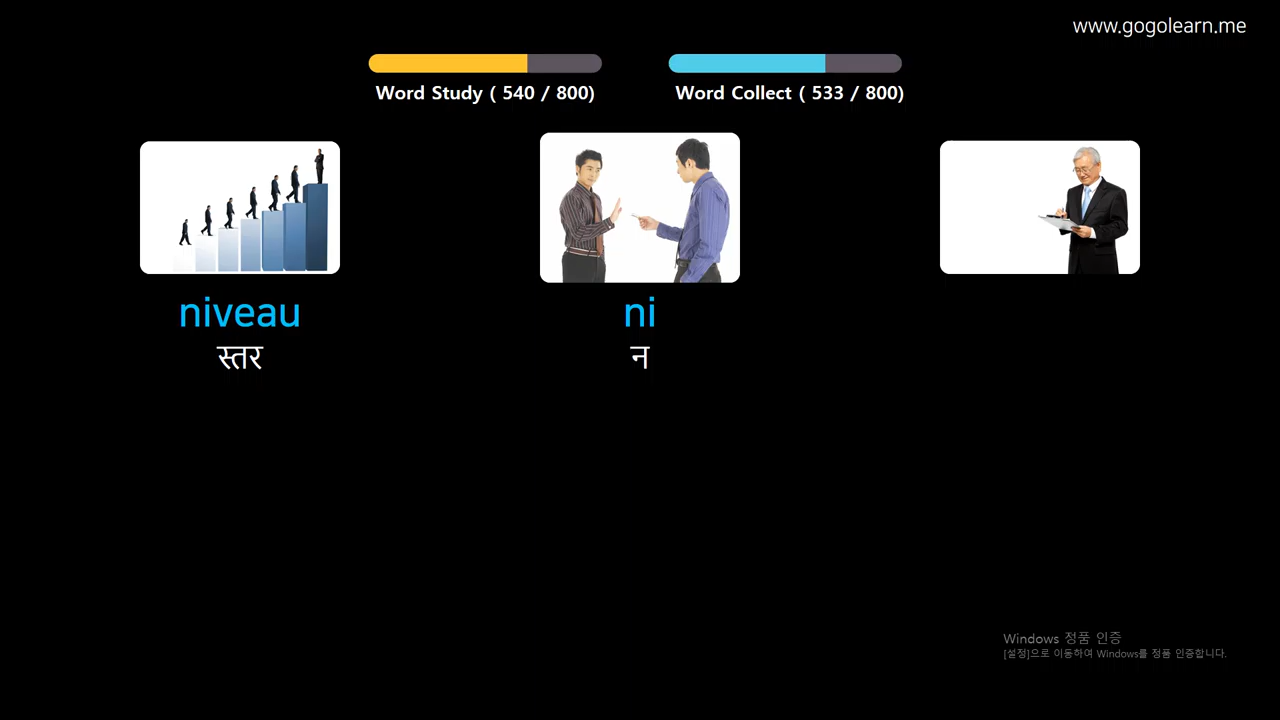 www.gogolearn.me
Word Study ( 540 / 800)
Word Collect ( 533 / 800)
niveau
स्तर
ni
न
Windows 정품 인증
[설정]으로 이동하여 Windows를 정품 인증합니다.